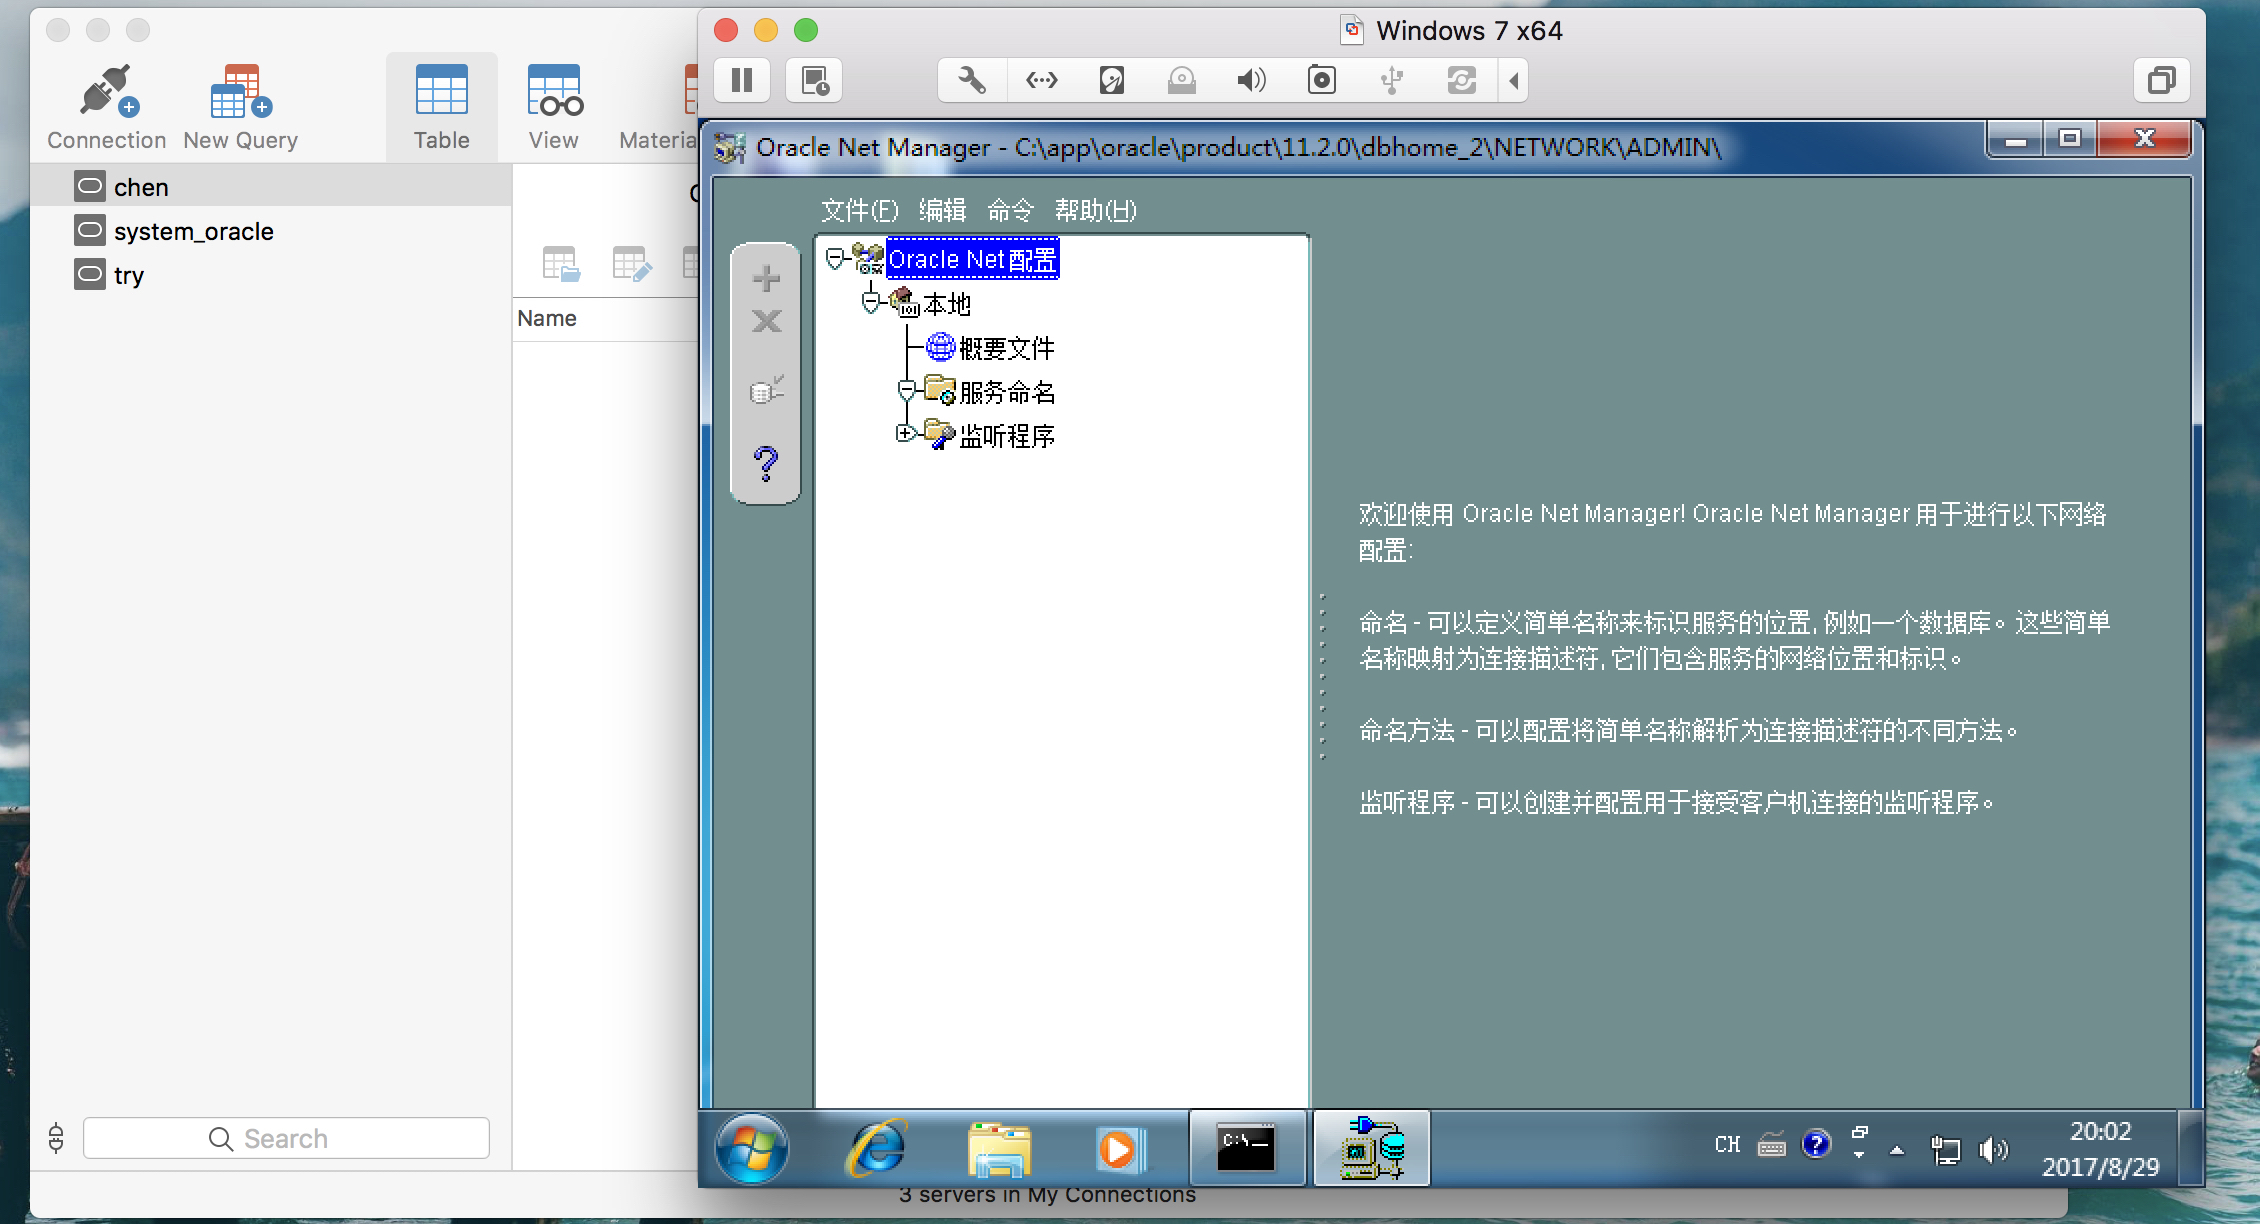 Windows 7 x64
Connection
New Query
Table
View
Materia
chen
system_oracle
try
Name
Search
3 servers in My Connections
Oracle Net Manager - C:\app\oracle\product\11.2.0\dbhome_2\NETWORK\ADMIN\
文件(F) 编辑 命令 帮助(H)
Oracle Net 配置
本地
概要文件
服务命名
监听程序
欢迎使用 Oracle Net Manager! Oracle Net Manager 用于进行以下网络
配置:
命名 - 可以定义简单名称来标识服务的位置, 例如一个数据库。这些简单
名称映射为连接描述符, 它们包含服务的网络位置和标识。
命名方法 - 可以配置将简单名称解析为连接描述符的不同方法。
监听程序 - 可以创建并配置用于接受客户机连接的监听程序。
C:\
CH
20:02
2017/8/29